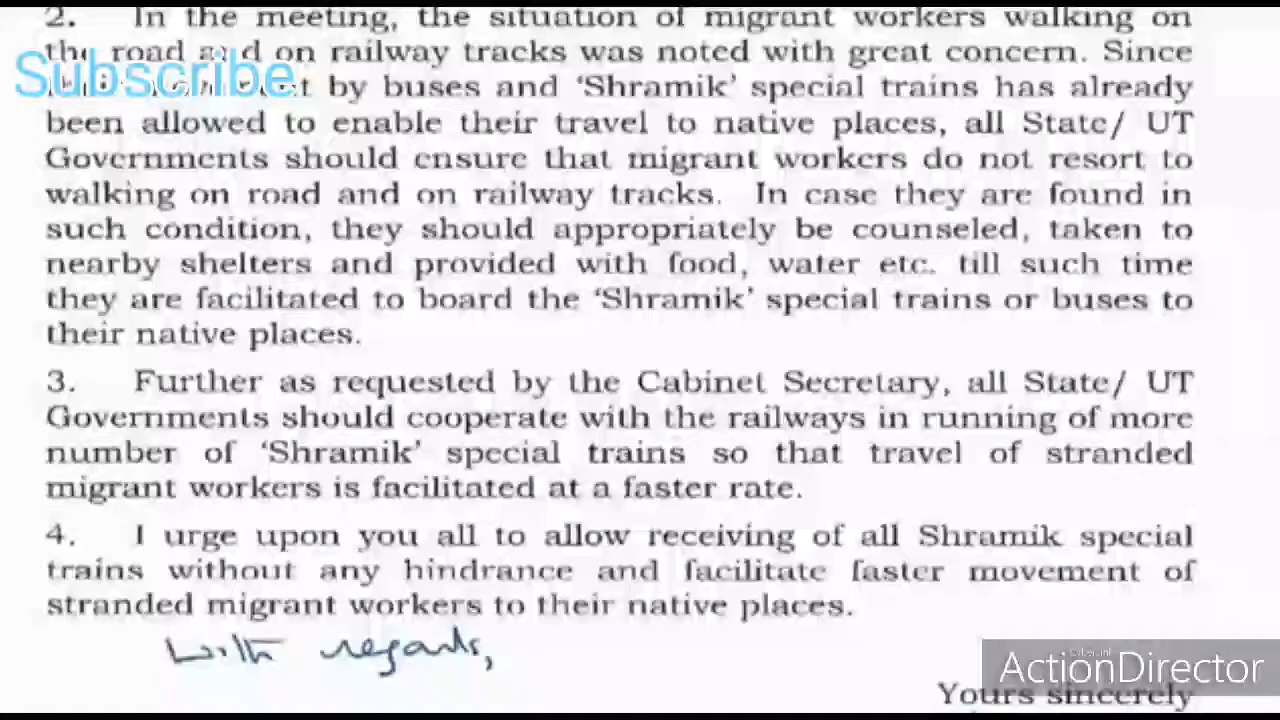 2. In the meeting, the situation of migrant workers walking on
the road and on railway tracks was noted with great concern. Since
Subscribe
by buses and ‘Shramik’ special trains has already
been allowed to enable their travel to native places, all State/ UT
Governments should ensure that migrant workers do not resort to
walking on road and on railway tracks. In case they are found in
such condition, they should appropriately be counseled, taken to
nearby shelters and provided with food, water etc. till such time
they are facilitated to board the ‘Shramik’ special trains or buses to
their native places.
3. Further as requested by the Cabinet Secretary, all State/ UT
Governments should cooperate with the railways in running of more
number of ‘Shramik’ special trains so that travel of stranded
migrant workers is facilitated at a faster rate.
4. I urge upon you all to allow receiving of all Shramik special
trains without any hindrance and facilitate faster movement of
stranded migrant workers to their native places.
with regards,
CyberLink
ActionDirector
Yours sincerely